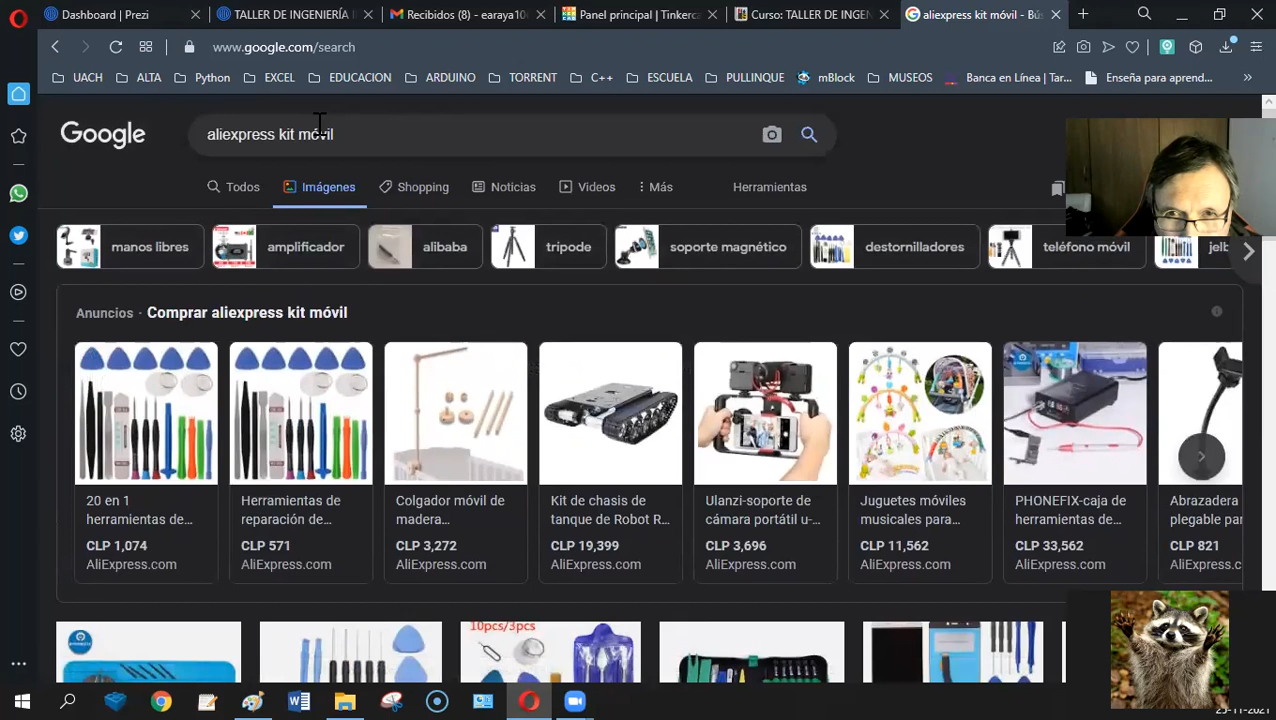 Dashboard | Prezi
TALLER DE INGENIERÍA I
Recibidos (8) - earaya10
Panel principal | Tinkerca
Curso: TALLER DE INGEN
aliexpress kit móvil - Bús
www.google.com/search
UACH
ALTA
Python
EXCEL
EDUCACION
ARDUINO
TORRENT
C++
ESCUELA
PULLINQUE
mBlock
MUSEOS
Banca en Línea | Tar...
Enseña para aprend...
Google
aliexpress kit móvil
Todos
Imágenes
Shopping
Noticias
Videos
Más
Herramientas
manos libres
amplificador
alibaba
trípode
soporte magnético
destornilladores
teléfono móvil
Anuncios · Comprar aliexpress kit móvil
20 en 1
herramientas de...
CLP 1,074
AliExpress.com
Herramientas de
reparación de...
CLP 571
AliExpress.com
Colgador móvil de
madera...
CLP 3,272
AliExpress.com
Kit de chasis de
tanque de Robot R...
CLP 19,399
AliExpress.com
Ulanzi-soporte de
cámara portátil u-...
CLP 3,696
AliExpress.com
Juguetes móviles
musicales para...
CLP 11,562
AliExpress.com
PHONEFIX-caja de
herramientas de...
CLP 33,562
AliExpress.com
Abrazadera
plegable par
CLP 821
AliExpress.c
10pcs/3pcs
25-11-2021